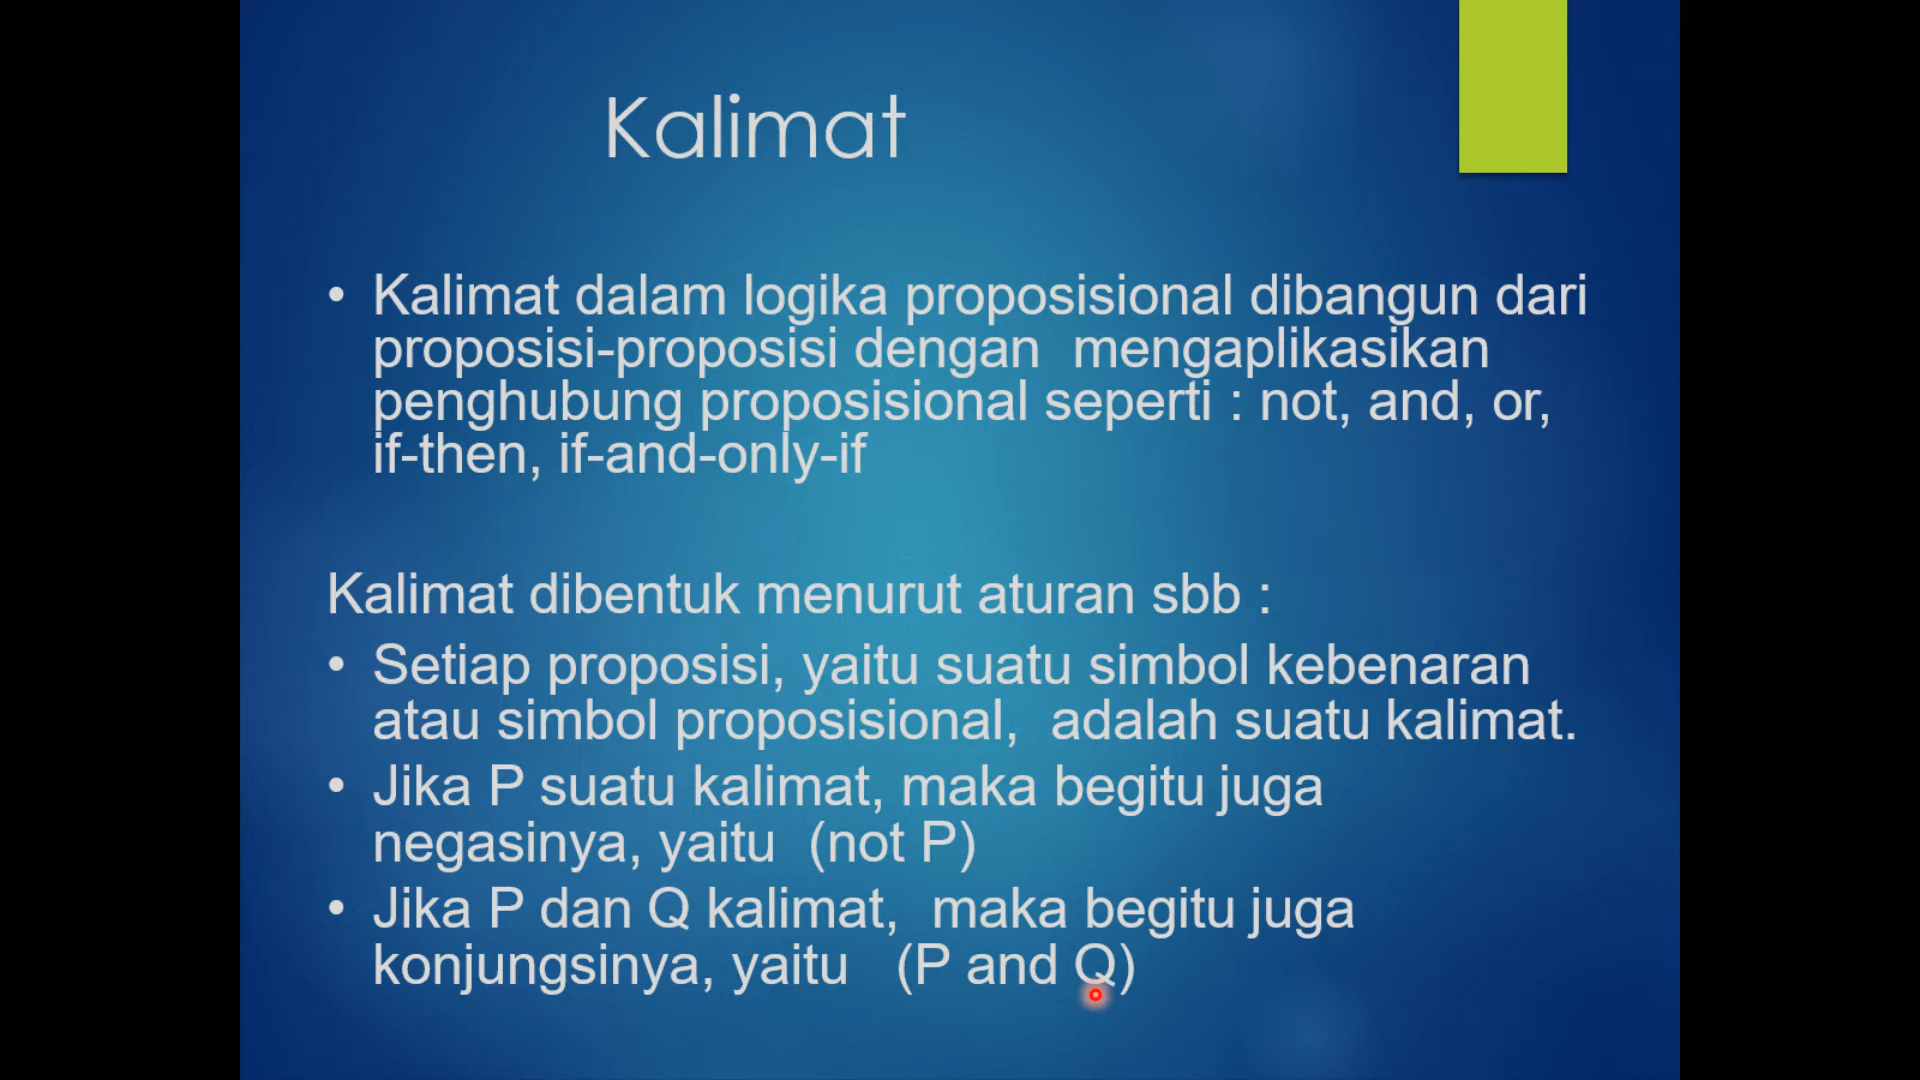 Kalimat
• Kalimat dalam logika proposisional dibangun dari
proposisi-proposisi dengan mengaplikasikan
penghubung proposisional seperti : not, and, or,
if-then, if-and-only-if
Kalimat dibentuk menurut aturan sbb :
• Setiap proposisi, yaitu suatu simbol kebenaran
atau simbol proposisional, adalah suatu kalimat.
• Jika P suatu kalimat, maka begitu juga
negasinya, yaitu (not P)
• Jika P dan Q kalimat, maka begitu juga
konjungsinya, yaitu (P and Q)